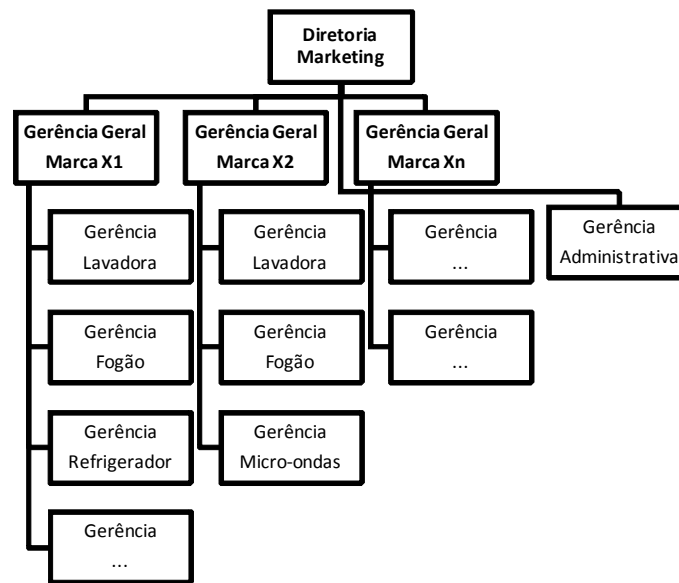 Diretoria
Marketing
Gerência Geral
Marca X1
Gerência Geral
Marca X2
Gerência Geral
Marca Xn
Gerência
Lavadora
Gerência
Lavadora
Gerência
...
Gerência
Administrativa
Gerência
Fogão
Gerência
Fogão
Gerência
...
Gerência
Refrigerador
Gerência
Micro-ondas
Gerência
...